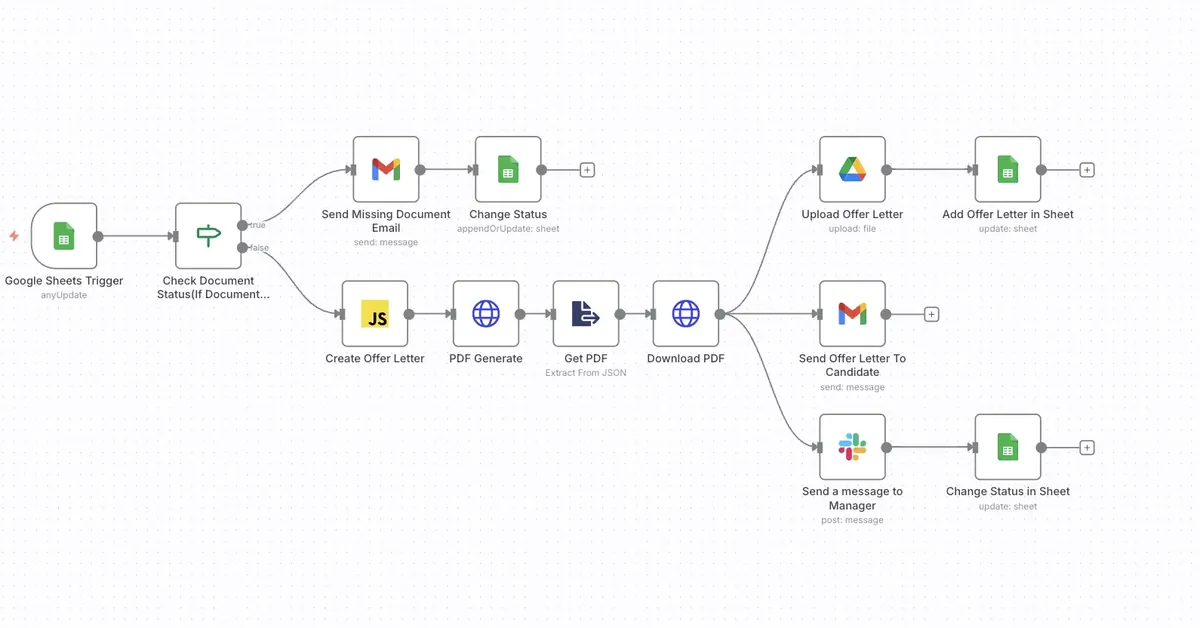 Google Sheets Trigger
anyUpdate
Check Document
Status(If Document...
true
false
Send Missing Document
Email
send: message
Change Status
appendOrUpdate: sheet
JS
Create Offer Letter
PDF Generate
Get PDF
Extract From JSON
Download PDF
Upload Offer Letter
upload: file
Add Offer Letter in Sheet
update: sheet
Send Offer Letter To
Candidate
send: message
Send a message to
Manager
post: message
Change Status in Sheet
update: sheet